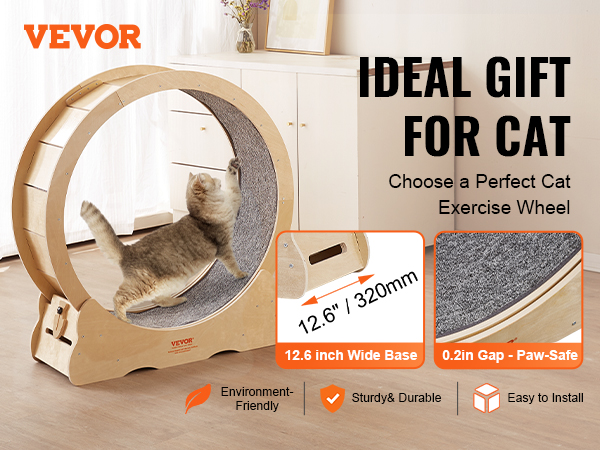 VEVOR
IDEAL GIFT
FOR CAT
Choose a Perfect Cat
Exercise Wheel
12.6" / 320mm
12.6 inch Wide Base
0.2in Gap - Paw-Safe
VEVOR
Environment-
Friendly
Sturdy& Durable
Easy to Install